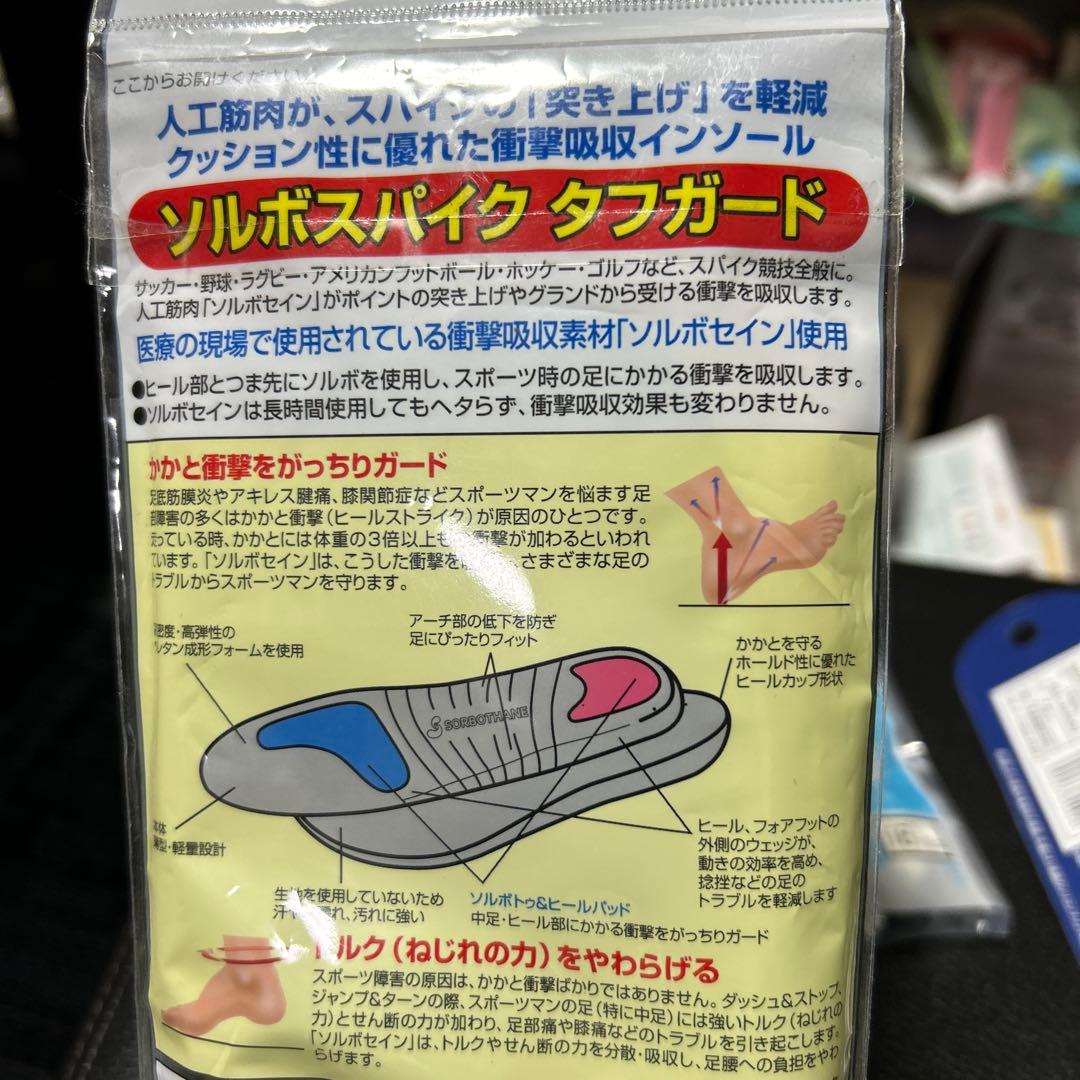 ここからお開けください
人工筋肉が、スパイクの「突き上げ」を軽減
クッション性に優れた衝撃吸収インソール
ソルボスパイク タフガード
サッカー・野球・ラグビー・アメリカンフットボール・ホッケー・ゴルフなど、スパイク競技全般に。
人工筋肉「ソルボセイン」がポイントの突き上げやグランドから受ける衝撃を吸収します。
医療の現場で使用されている衝撃吸収素材「ソルボセイン」使用
●ヒール部とつま先にソルボを使用し、スポーツ時の足にかかる衝撃を吸収します。
●ソルボセインは長時間使用してもヘタらず、衝撃吸収効果も変わりません。
かかと衝撃をがっちりガード
足底筋膜炎やアキレス腱痛、膝関節症などスポーツマンを悩ます足
障害の多くはかかと衝撃(ヒールストライク)が原因のひとつです。
っている時、かかとには体重の3倍以上も 衝撃が加わるといわれ
ています。「ソルボセイン」は、こうした衝撃を 、さまざまな足の
トラブルからスポーツマンを守ります。
アーチ部の低下を防ぎ
足にぴったりフィット
密度・高弾性の
ウレタン成形フォームを使用
かかとを守る
ホールド性に優れた
ヒールカップ形状
SORBOTHANE
本体
薄型・軽量設計
ヒール、フォアフットの
外側のウェッジが、
動きの効率を高め、
捻挫などの足の
トラブルを軽減します
生地を使用していないため
汗や れ、汚れに強い
ソルボトゥ&ヒールパッド
中足・ヒール部にかかる衝撃をがっちりガード
トルク(ねじれの力)をやわらげる
スポーツ障害の原因は、かかと衝撃ばかりではありません。ダッシュ&ストップ、
ジャンプ&ターンの際、スポーツマンの足(特に中足)には強いトルク(ねじれの
力)とせん断の力が加わり、足部痛や膝痛などのトラブルを引き起こします。
「ソルボセイン」は、トルクやせん断の力を分散・吸収し、足腰への負担をやわ
らげます。